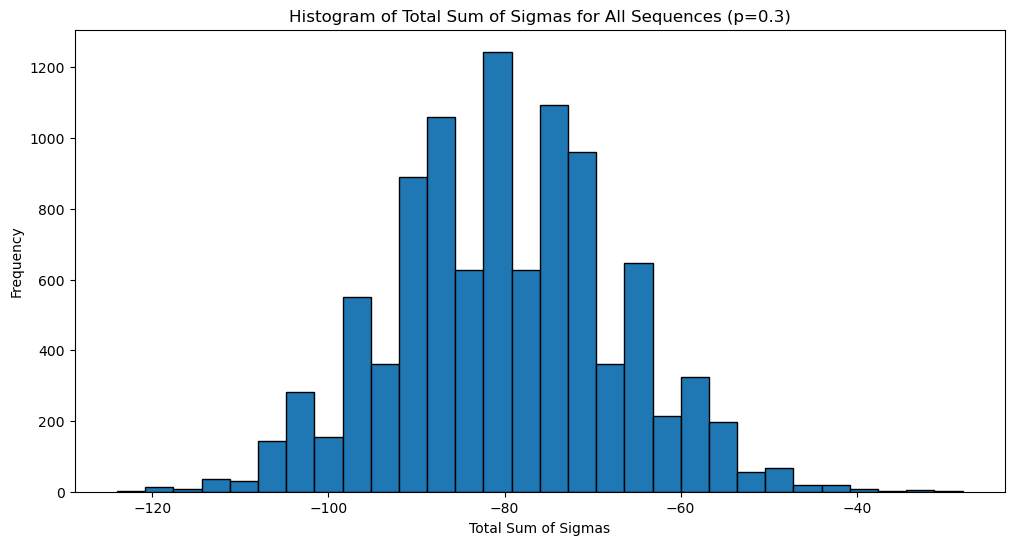 Histogram of Total Sum of Sigmas for All Sequences (p=0.3)
1200
1000
800
600
400
200
0
Frequency
−120 −100 −80 −60 −40
Total Sum of Sigmas